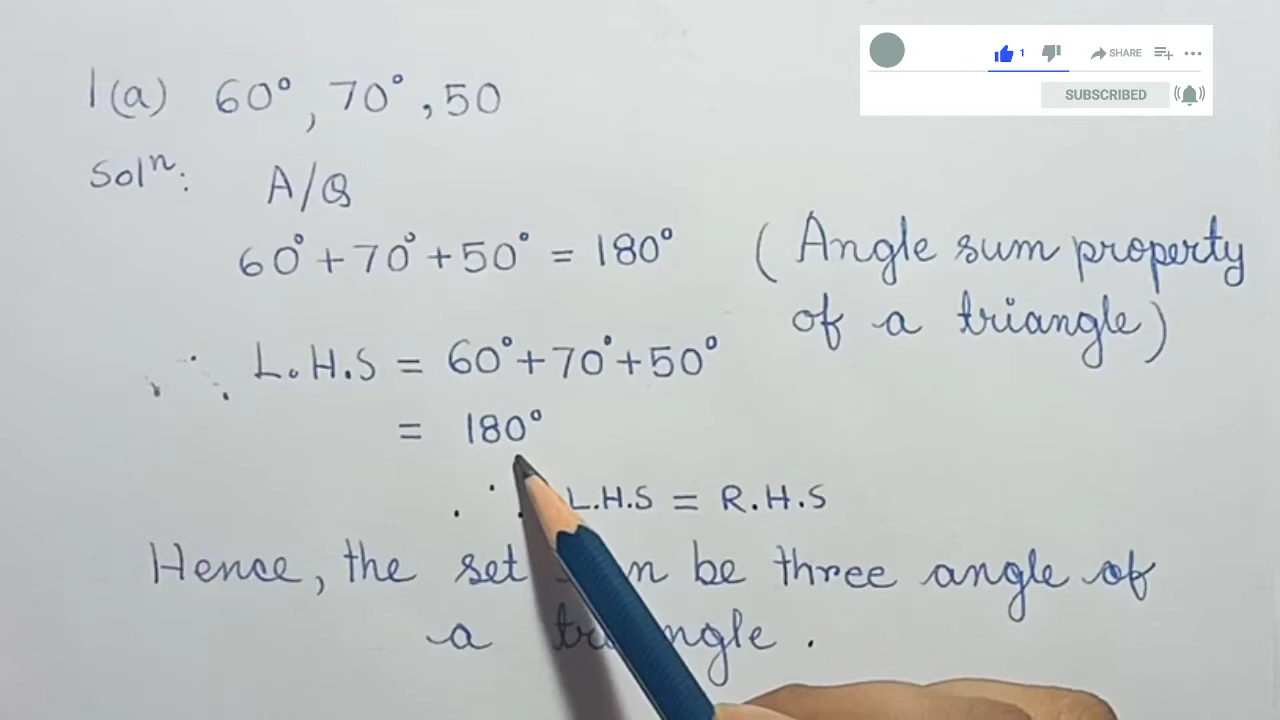 1(a) 60°, 70°, 50
Solⁿ: A/Q
60° + 70° + 50° = 180° (Angle sum property
of a triangle)
∴ L.H.S = 60° + 70° + 50°
= 180°
∴ L.H.S = R.H.S
Hence, the set be three angle of
a .
1 SHARE
SUBSCRIBED